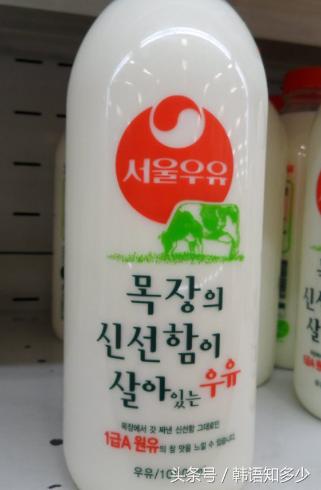 서울우유
목장의
신선함이
살아있는 우유
목장에서 갓 짜낸 신선함 그대로인
1급A 원유의 참 맛을 느낄 수 있습니다.
우유/10
头条号 / 韩语知多少